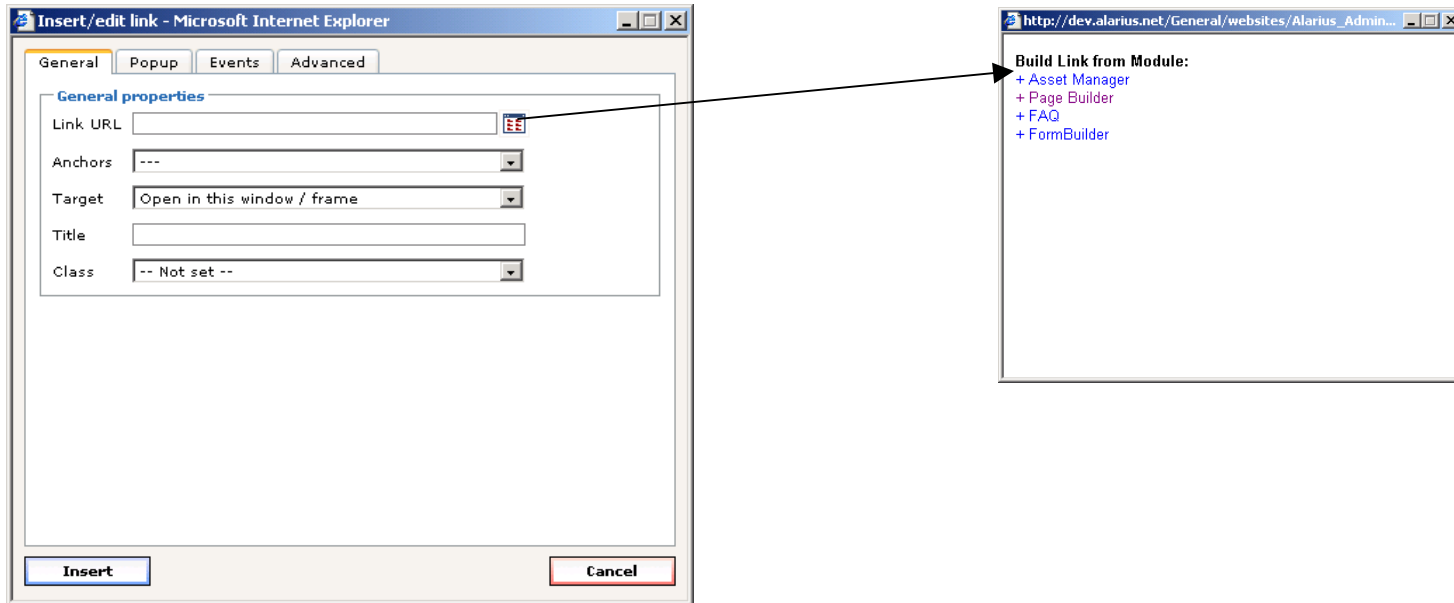 Insert/edit link - Microsoft Internet Explorer
General Popup Events Advanced
General properties
Link URL
Anchors ---
Target Open in this window / frame
Title
Class -- Not set --
Insert Cancel
http://dev.alarius.net/General/websites/Alarius_Admin...
Build Link from Module:
+ Asset Manager
+ Page Builder
+ FAQ
+ FormBuilder